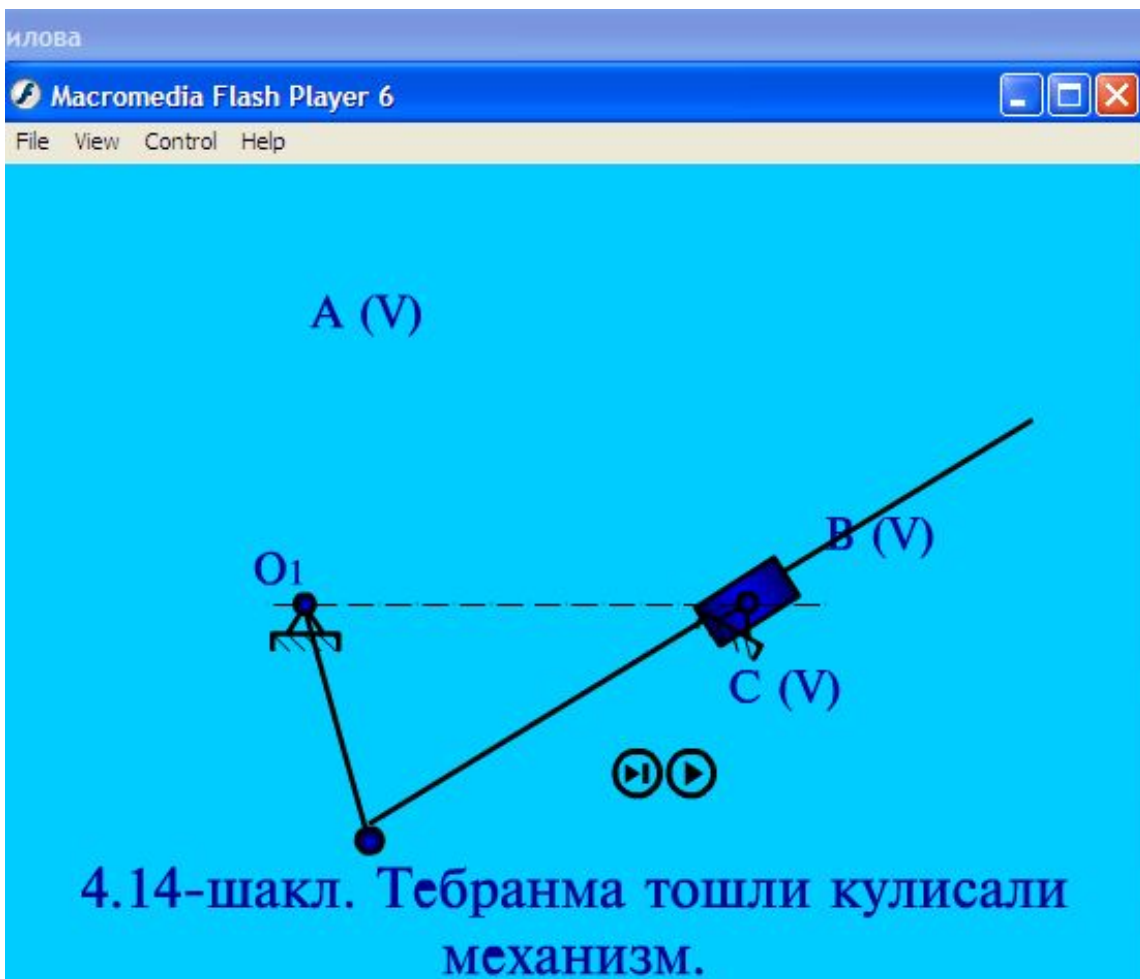 илова
Macromedia Flash Player 6
File View Control Help
A (V)
B (V)
O1
C (V)
4.14-шакл. Тебранма тошли кулисали
механизм.